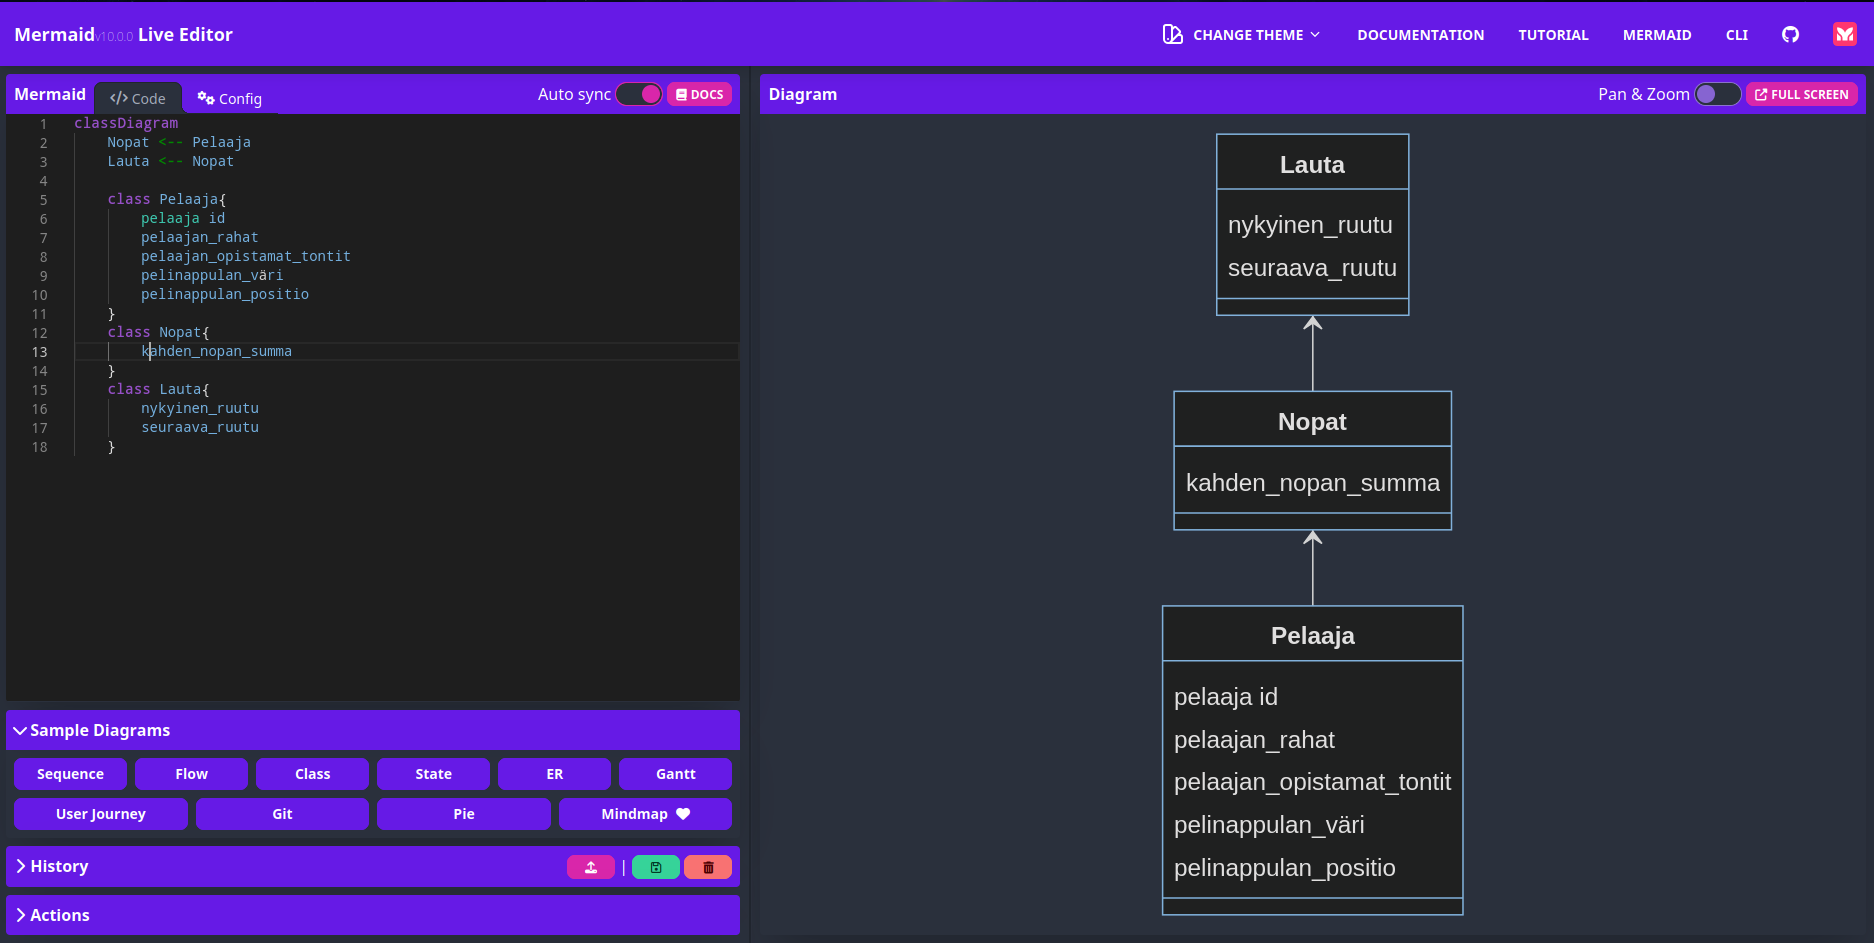 Mermaid v10.0.0 Live Editor
CHANGE THEME
DOCUMENTATION
TUTORIAL
MERMAID
CLI
Mermaid
</> Code
Config
Auto sync
DOCS
1 classDiagram
2 Nopat <-- Pelaaja
3 Lauta <-- Nopat
4
5 class Pelaaja{
6 pelaaja id
7 pelaajan_rahat
8 pelaajan_opistamat_tontit
9 pelinappulan_väri
10 pelinappulan_positio
11 }
12 class Nopat{
13 kahden_nopan_summa
14 }
15 class Lauta{
16 nykyinen_ruutu
17 seuraava_ruutu
18 }
Sample Diagrams
Sequence
Flow
Class
State
ER
Gantt
User Journey
Git
Pie
Mindmap
History
|
Actions
Diagram
Pan & Zoom
FULL SCREEN
Lauta
nykyinen_ruutu
seuraava_ruutu
Nopat
kahden_nopan_summa
Pelaaja
pelaaja id
pelaajan_rahat
pelaajan_opistamat_tontit
pelinappulan_väri
pelinappulan_positio